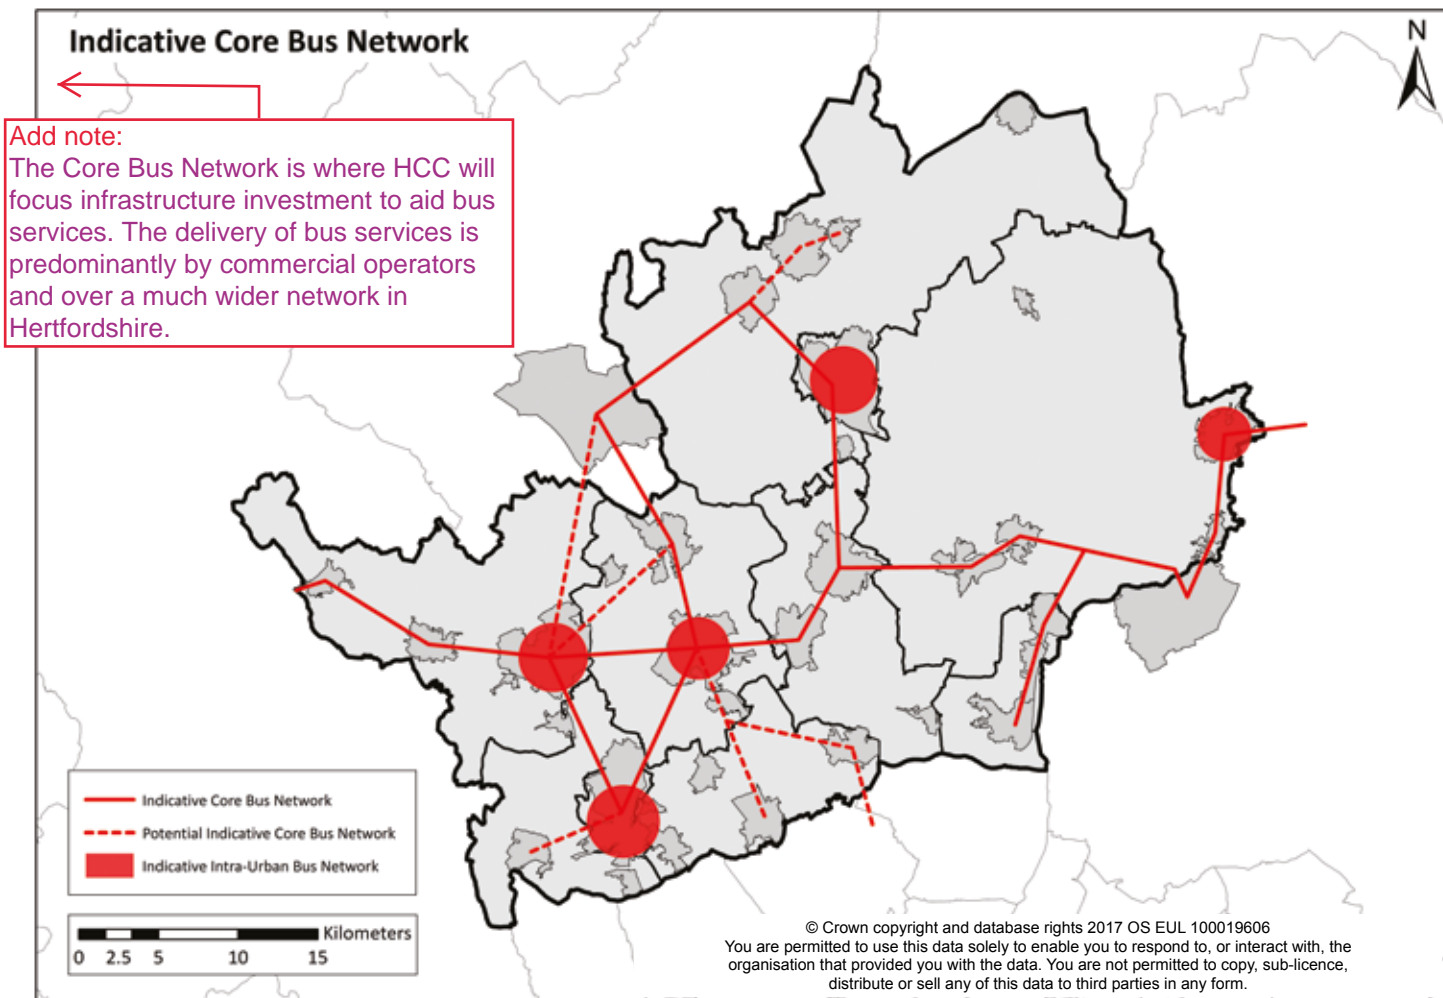 Indicative Core Bus Network
N
Add note:
The Core Bus Network is where HCC will
focus infrastructure investment to aid bus
services. The delivery of bus services is
predominantly by commercial operators
and over a much wider network in
Hertfordshire.
Indicative Core Bus Network
Potential Indicative Core Bus Network
Indicative Intra-Urban Bus Network
Kilometers
0 2.5 5 10 15
© Crown copyright and database rights 2017 OS EUL 100019606
You are permitted to use this data solely to enable you to respond to, or interact with, the
organisation that provided you with the data. You are not permitted to copy, sub-licence,
distribute or sell any of this data to third parties in any form.